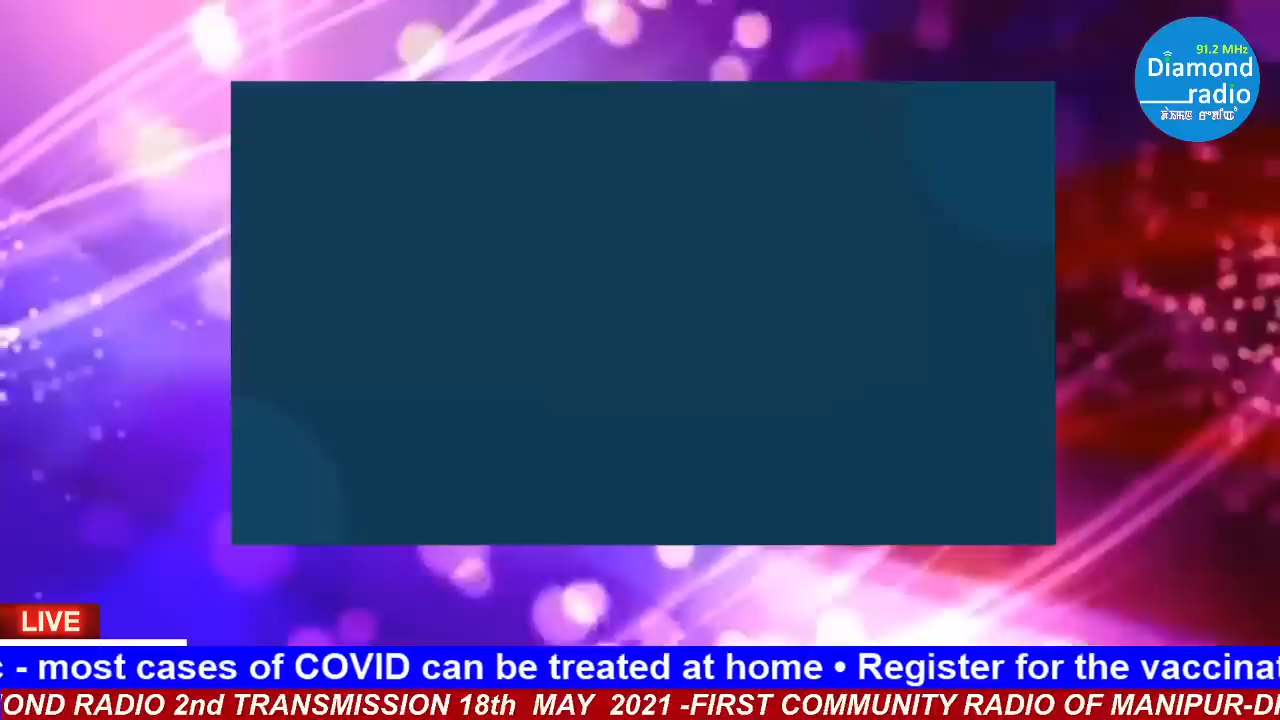 91.2 MHz
Diamond
radio
LIVE
- most cases of COVID can be treated at home • Register for the vaccinat
OND RADIO 2nd TRANSMISSION 18th MAY 2021 -FIRST COMMUNITY RADIO OF MANIPUR-D